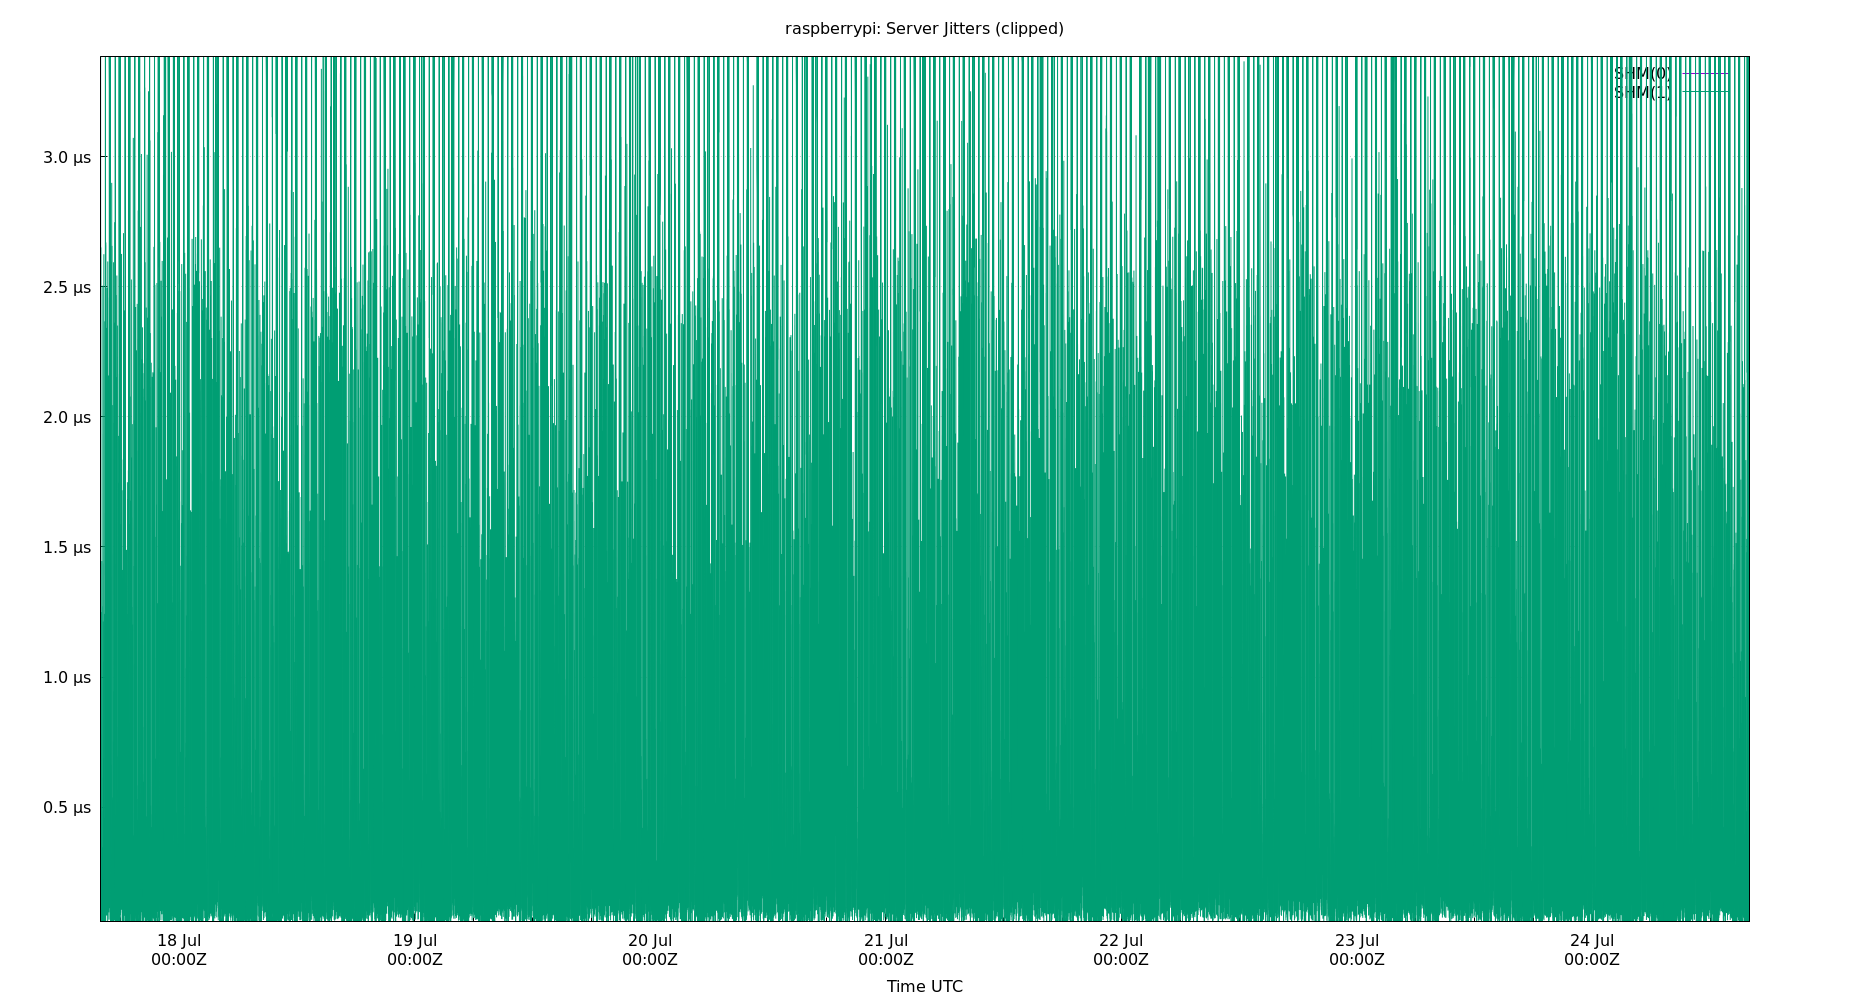 raspberrypi: Server Jitters (clipped)
SHM(0)
SHM(1)
3.0 µs
2.5 µs
2.0 µs
1.5 µs
1.0 µs
0.5 µs
18 Jul 19 Jul 20 Jul 21 Jul 22 Jul 23 Jul 24 Jul
00:00Z 00:00Z 00:00Z 00:00Z 00:00Z 00:00Z 00:00Z
Time UTC